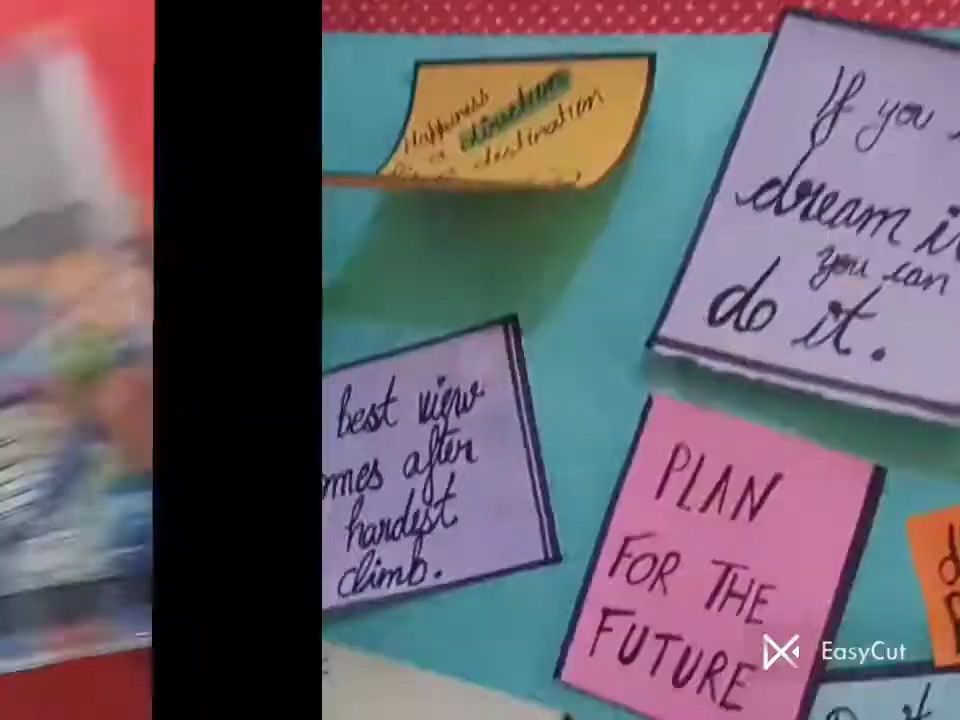 Happiness
a direction
destination
If you
dream it
you can
do it.
best view
omes after
hardest
climb.
PLAN
FOR THE
FUTURE
EasyCut